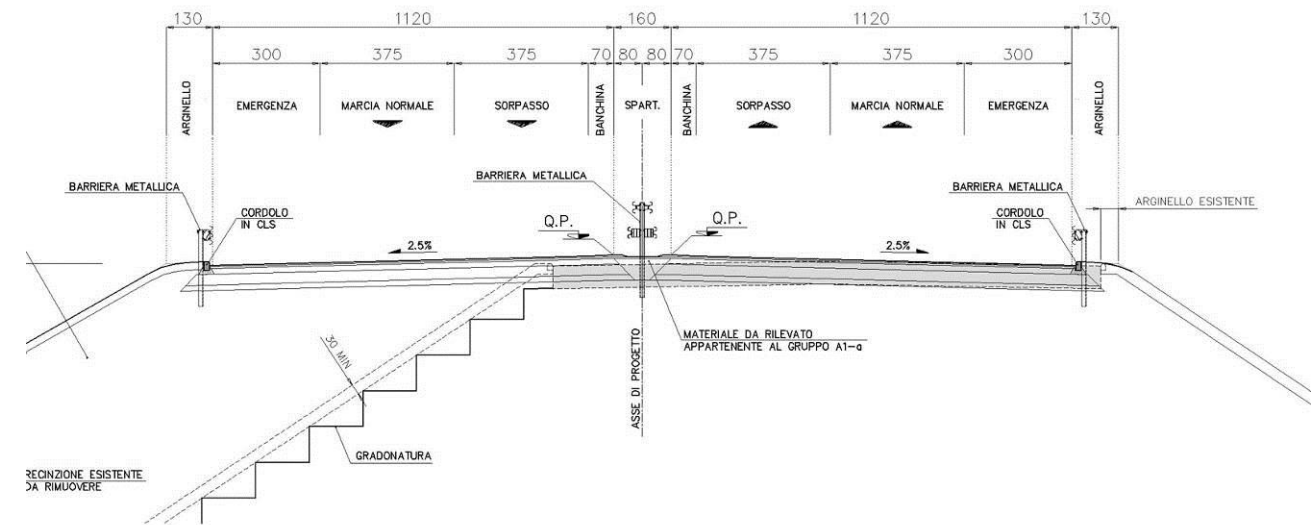 130 1120 160 1120 130
300 375 375 70 80 80 70 375 375 300
ARGINELLO EMERGENZA MARCIA NORMALE SORPASSO BANCHINA SPART. BANCHINA SORPASSO MARCIA NORMALE EMERGENZA ARGINELLO
BARRIERA METALLICA BARRIERA METALLICA BARRIERA METALLICA
ARGINELLO ESISTENTE
CORDOLO
IN CLS
Q.P. Q.P.
CORDOLO
IN CLS
2.5% 2.5%
MATERIALE DA RILEVATO
APPARTENENTE AL GRUPPO A1-a
ASSE DI PROGETTO
30 MIN
GRADONATURA
RECINZIONE ESISTENTE
DA RIMUOVERE